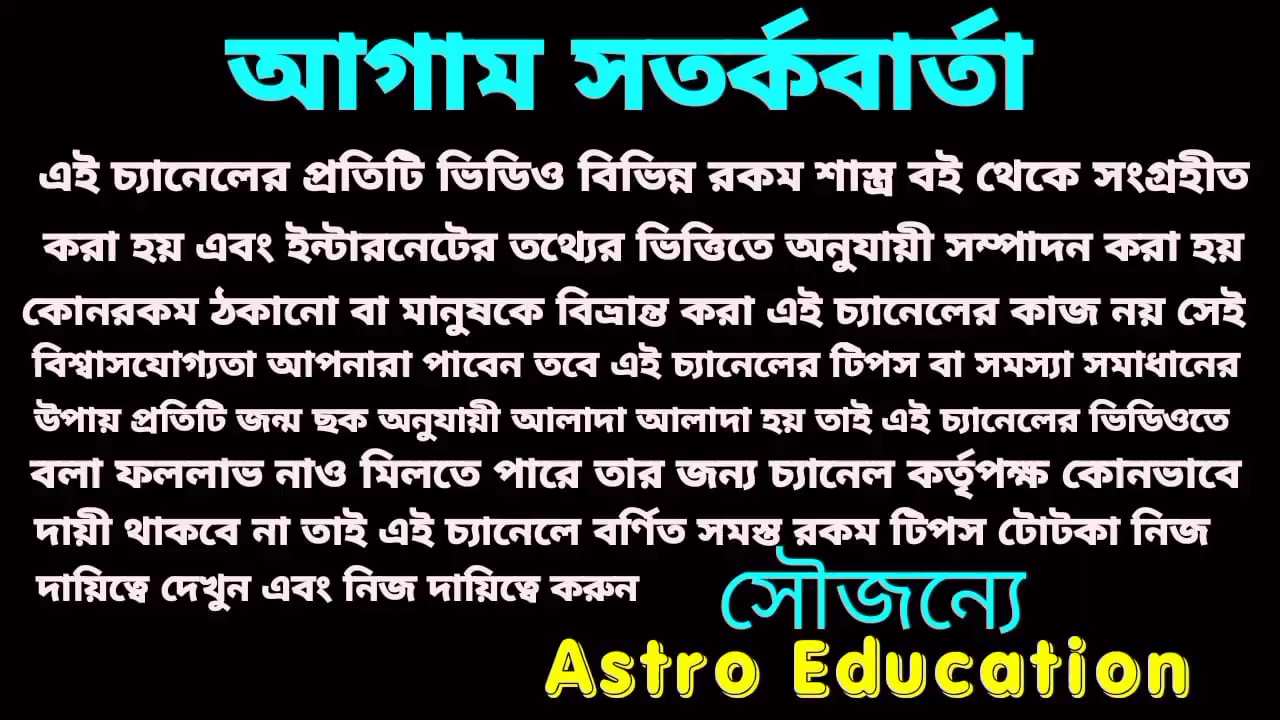 আগাম সতর্কবার্তা
এই চ্যানেলের প্রতিটি ভিডিও বিভিন্ন রকম শাস্ত্র বই থেকে সংগ্রহীত
করা হয় এবং ইন্টারনেটের তথ্যের ভিত্তিতে অনুযায়ী সম্পাদন করা হয়
কোনরকম ঠকানো বা মানুষকে বিভ্রান্ত করা এই চ্যানেলের কাজ নয় সেই
বিশ্বাসযোগ্যতা আপনারা পাবেন তবে এই চ্যানেলের টিপস বা সমস্যা সমাধানের
উপায় প্রতিটি জন্ম ছক অনুযায়ী আলাদা আলাদা হয় তাই এই চ্যানেলের ভিডিওতে
বলা ফললাভ নাও মিলতে পারে তার জন্য চ্যানেল কর্তৃপক্ষ কোনভাবে
দায়ী থাকবে না তাই এই চ্যানেলে বর্ণিত সমস্ত রকম টিপস টোটকা নিজ
দায়িত্বে দেখুন এবং নিজ দায়িত্বে করুন
সৌজন্যে
Astro Education